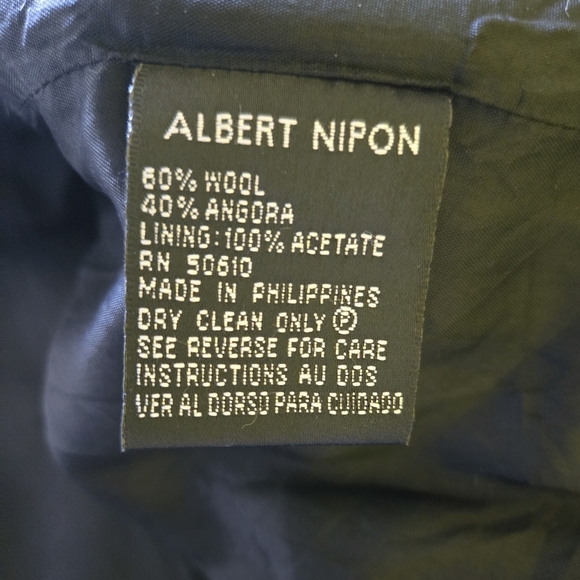 ALBERT NIPON
60% WOOL
40% ANGORA
LINING: 100% ACETATE
RN 50610
MADE IN PHILIPPINES
DRY CLEAN ONLY Ⓟ
SEE REVERSE FOR CARE
INSTRUCTIONS AU DOS
VER AL DORSO PARA CUIDADO